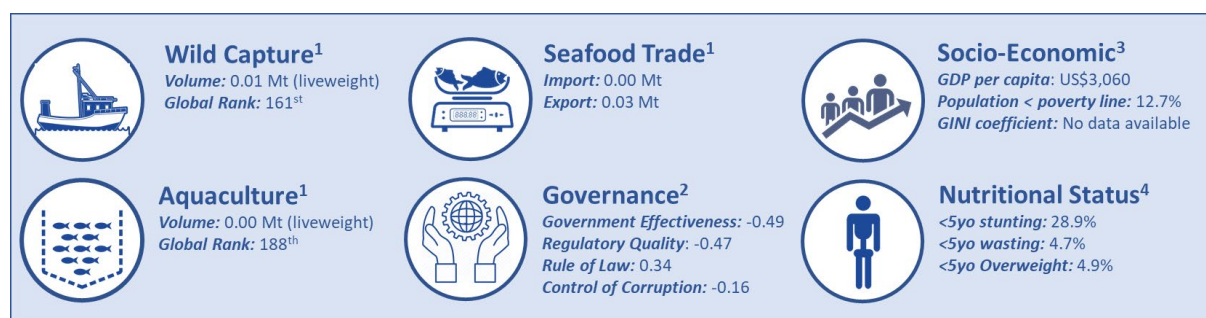 Wild Capture1
Volume: 0.01 Mt (liveweight)
Global Rank: 161st
Seafood Trade1
Import: 0.00 Mt
Export: 0.03 Mt
Socio-Economic3
GDP per capita: US$3,060
Population < poverty line: 12.7%
GINI coefficient: No data available
Aquaculture1
Volume: 0.00 Mt (liveweight)
Global Rank: 188th
Governance2
Government Effectiveness: -0.49
Regulatory Quality: -0.47
Rule of Law: 0.34
Control of Corruption: -0.16
Nutritional Status4
<5yo stunting: 28.9%
<5yo wasting: 4.7%
<5yo Overweight: 4.9%